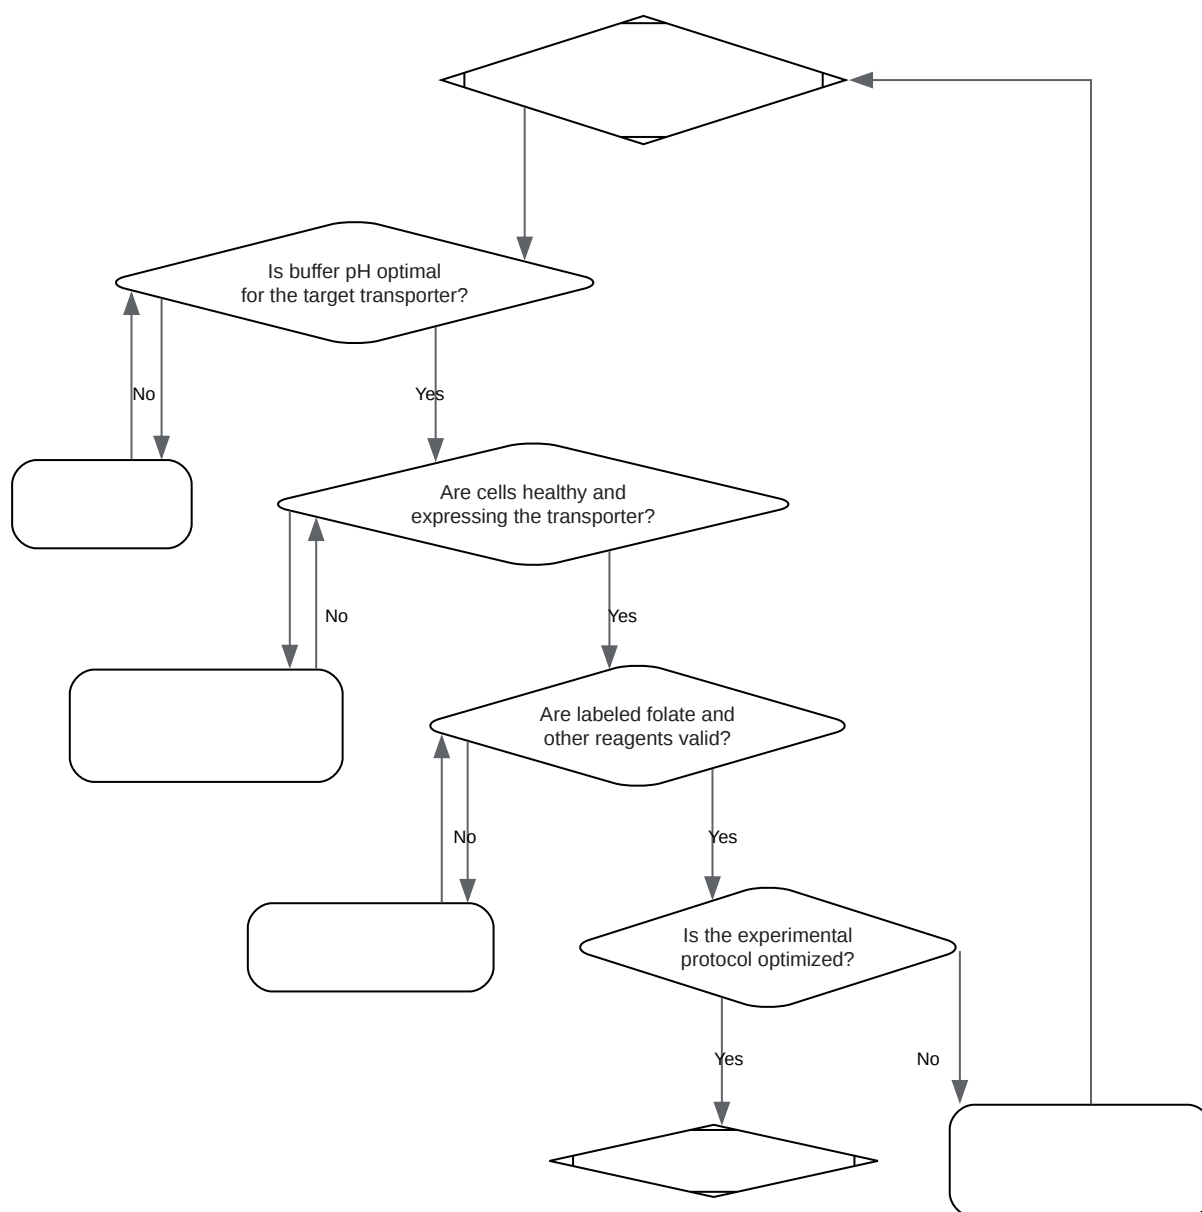 Is buffer pH optimal
for the target transporter?
No
Yes
Are cells healthy and
expressing the transporter?
No
Yes
Are labeled folate and
other reagents valid?
No
Yes
Is the experimental
protocol optimized?
Yes
No